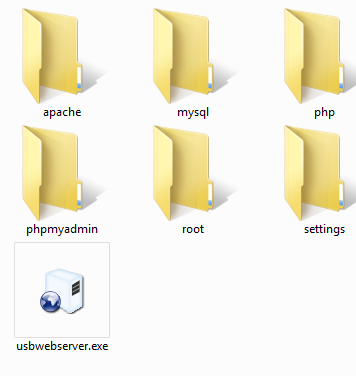 apache
mysql
php
phpmyadmin
root
settings
usbwebserver.exe